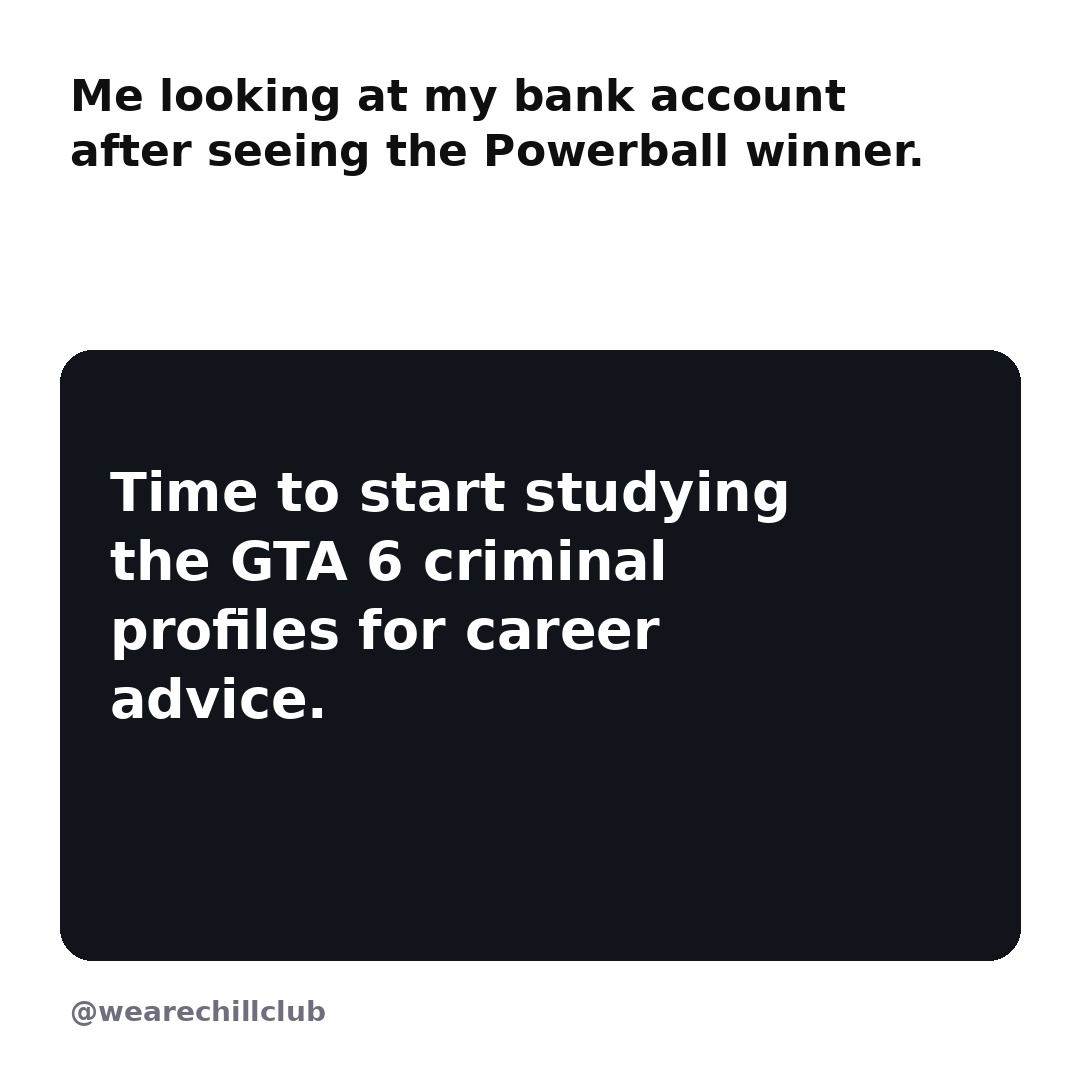 Me looking at my bank account
after seeing the Powerball winner.
Time to start studying
the GTA 6 criminal
profiles for career
advice.
@wearechillclub